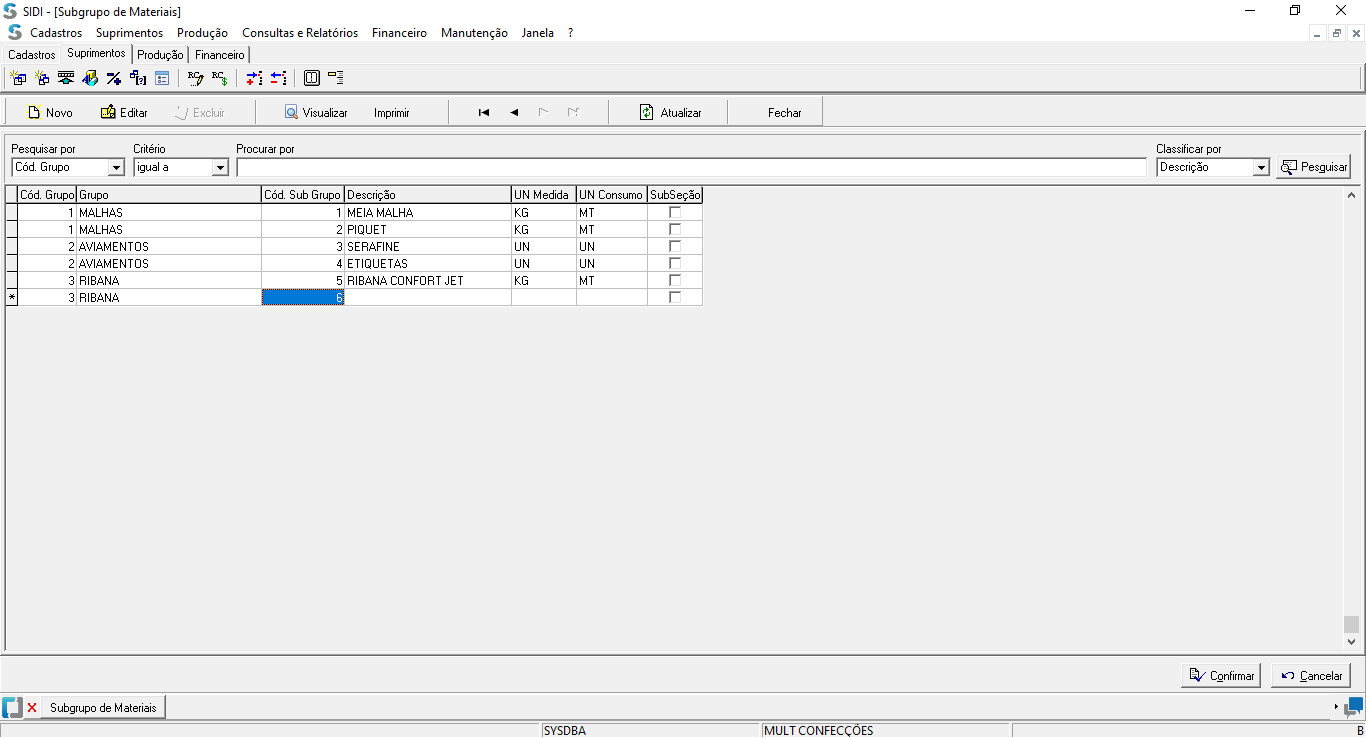 SIDI - [Subgrupo de Materiais]
Cadastros Suprimentos Produção Consultas e Relatórios Financeiro Manutenção Janela ?
Cadastros Suprimentos Produção Financeiro
Novo Editar Excluir Visualizar Imprimir Atualizar Fechar
Pesquisar por Critério Procurar por Classificar por
Cód. Grupo igual a Descrição Pesquisar
Cód. Grupo Grupo Cód. Sub Grupo Descrição UN Medida UN Consumo SubSeção
1 MALHAS 1 MEIA MALHA KG MT
1 MALHAS 2 PIQUET KG MT
2 AVIAMENTOS 3 SERAFINE UN UN
2 AVIAMENTOS 4 ETIQUETAS UN UN
3 RIBANA 5 RIBANA CONFORT JET KG MT
* 3 RIBANA 6
Confirmar Cancelar
Subgrupo de Materiais
SYSDBA MULT CONFECÇÕES B